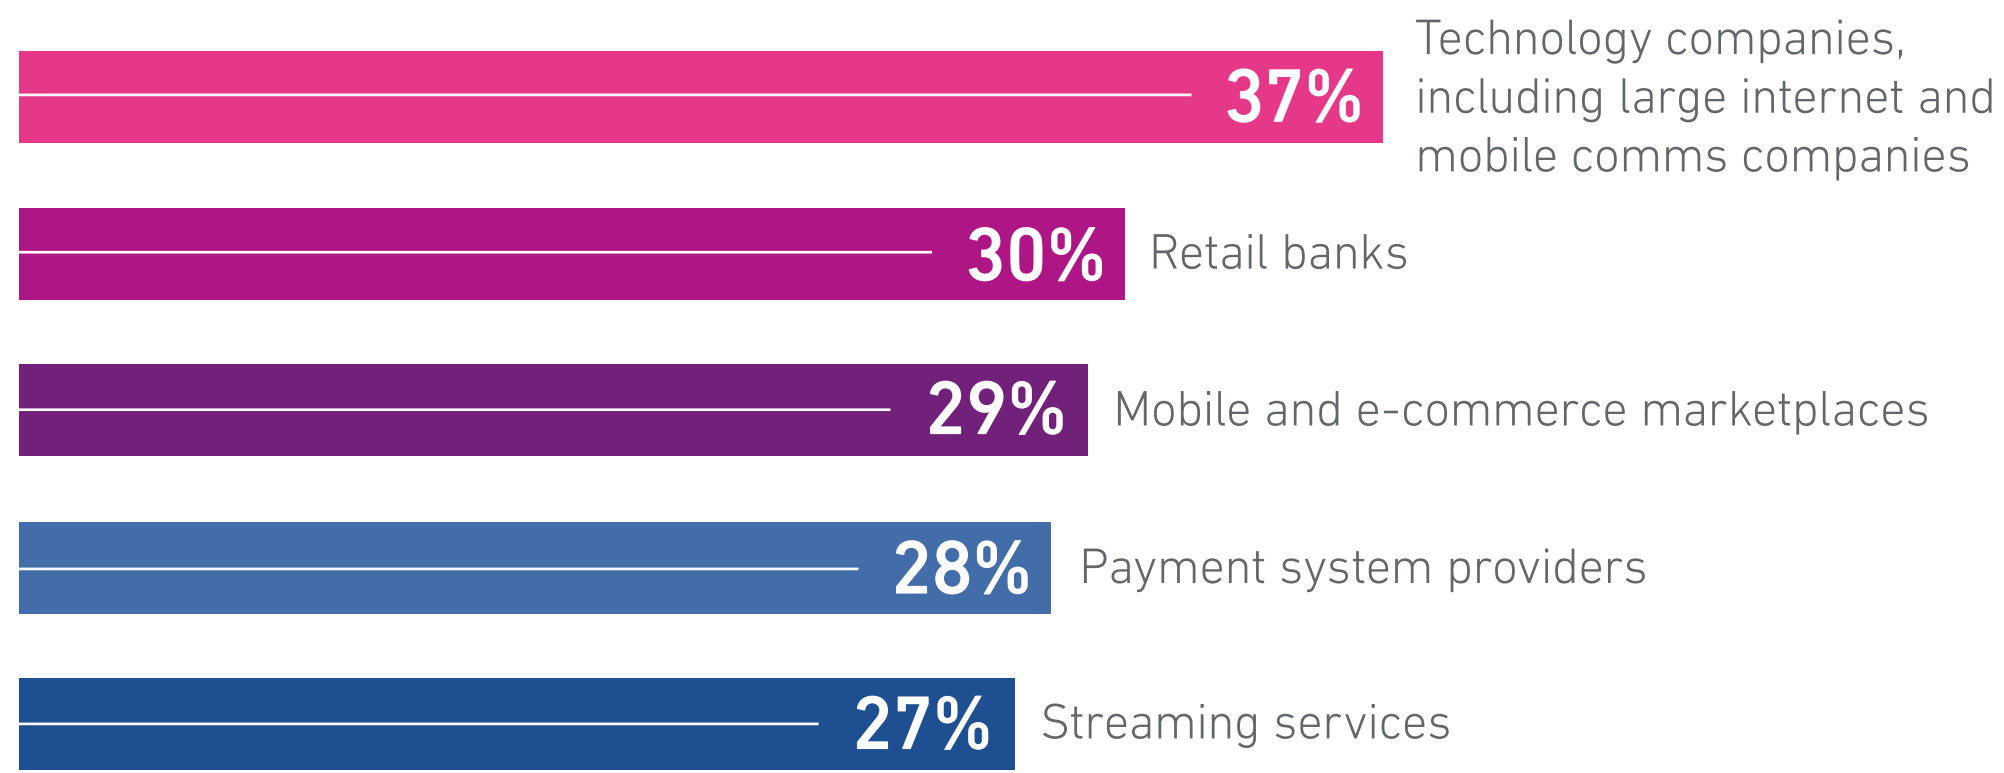 37%
Technology companies,
including large internet and
mobile comms companies
30%
Retail banks
29%
Mobile and e-commerce marketplaces
28%
Payment system providers
27%
Streaming services